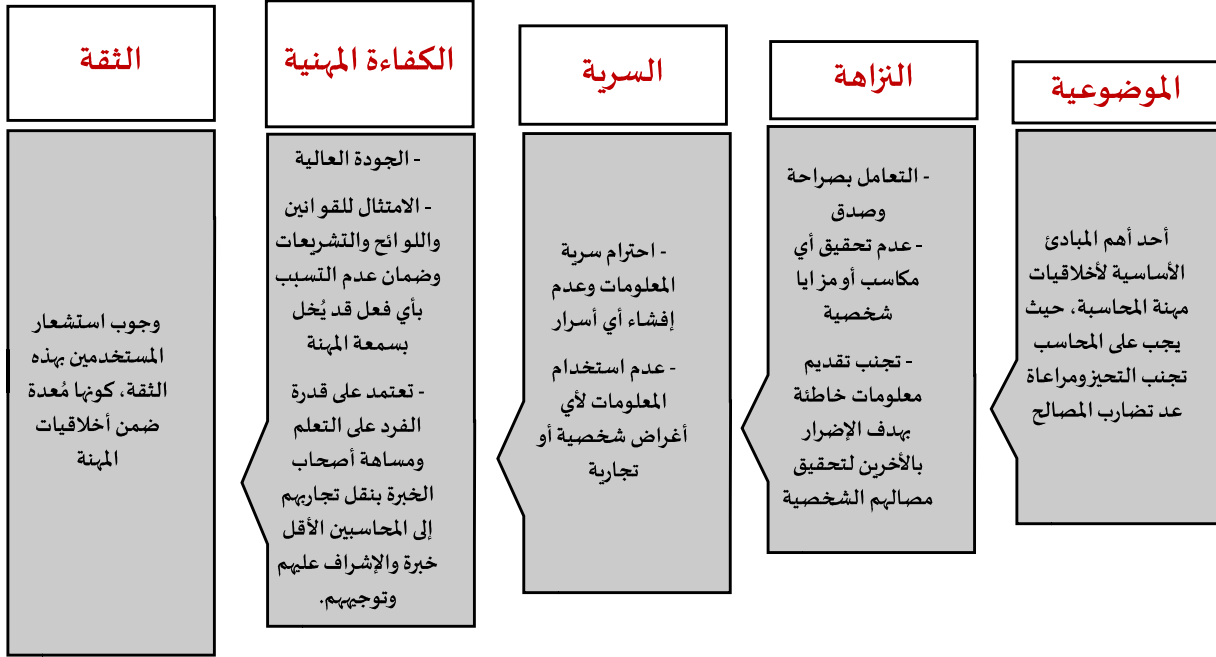 الموضوعية
أحد أهم المبادئ
الأساسية لأخلاقيات
مهنة المحاسبة، حيث
يجب على المحاسب
تجنب التحيزومراعاة
عد تضارب المصالح
النزاهة
- التعامل بصراحة
وصدق
- عدم تحقيق أي
مكاسب أو مزايا
شخصية
- تجنب تقديم
معلومات خاطئة
بهدف الإضرار
بالأخرين لتحقيق
مصالهم الشخصية
السرية
- احترام سرية
المعلومات وعدم
إفشاء أي أسرار
- عدم استخدام
المعلومات لأي
أغراض شخصية أو
تجارية
الكفاءة المهنية
- الجودة العالية
- الامتثال للقوانين
واللوائح والتشريعات
وضمان عدم التسبب
بأي فعل قد يُخل
بسمعة المهنة
- تعتمد على قدرة
الفرد على التعلم
ومساهة أصحاب
الخبرة بنقل تجاربهم
إلى المحاسبين الأقل
خبرة والإشراف عليهم
وتوجيههم.
الثقة
وجوب استشعار
المستخدمين بهذه
الثقة، كونها مُعدة
ضمن أخلاقيات
المهنة